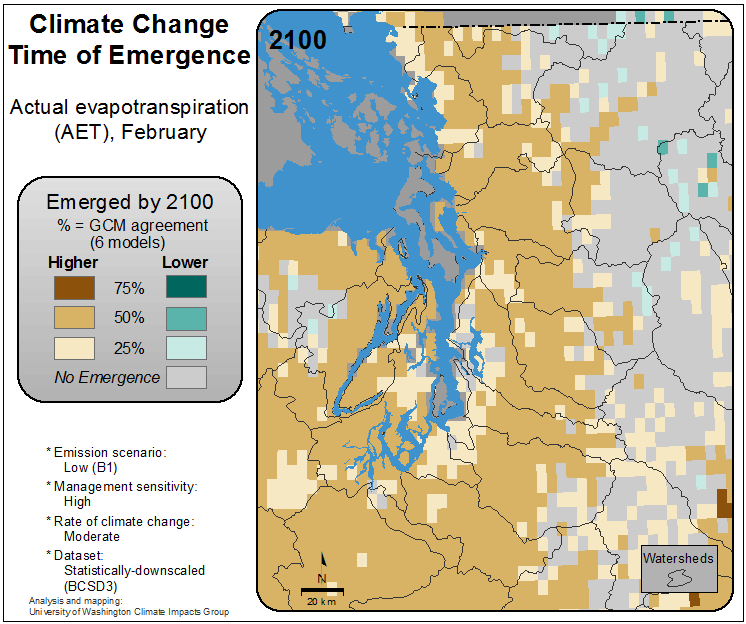 Climate Change
Time of Emergence
Actual evapotranspiration
(AET), February
Emerged by 2100
% = GCM agreement
(6 models)
Higher Lower
75%
50%
25%
No Emergence
* Emission scenario:
Low (B1)
* Management sensitivity:
High
* Rate of climate change:
Moderate
* Dataset:
Statistically-downscaled
(BCSD3)
Analysis and mapping:
University of Washington Climate Impacts Group
2100
N
20 km
Watersheds